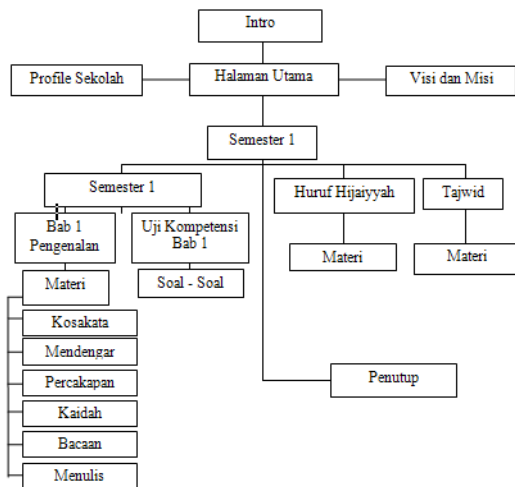 Intro
Profile Sekolah
Halaman Utama
Visi dan Misi
Semester 1
Semester 1
Huruf Hijaiyyah
Tajwid
Bab 1
Pengenalan
Uji Kompetensi
Bab 1
Materi
Materi
Materi
Soal - Soal
Kosakata
Mendengar
Percakapan
Penutup
Kaidah
Bacaan
Menulis